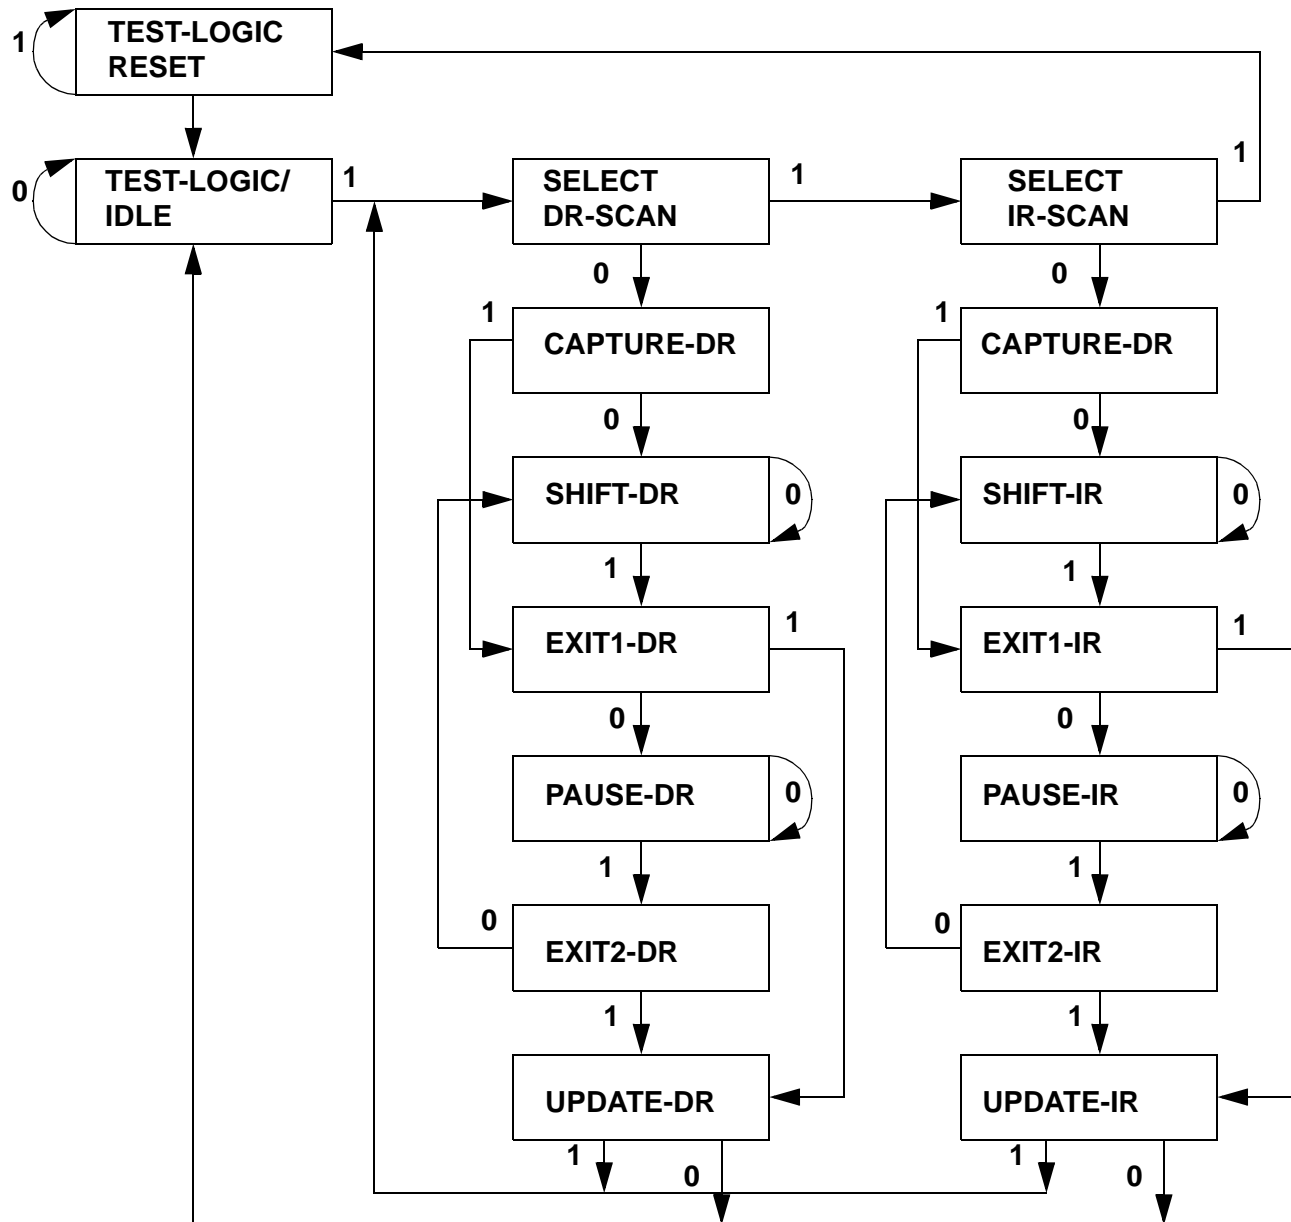 1
TEST-LOGIC
RESET
0
TEST-LOGIC/
IDLE
1
SELECT
DR-SCAN
1
SELECT
IR-SCAN
1
0
0
1
CAPTURE-DR
1
CAPTURE-DR
0
0
SHIFT-DR
0
SHIFT-IR
0
1
1
EXIT1-DR
1
EXIT1-IR
1
0
0
PAUSE-DR
0
PAUSE-IR
0
1
1
0
EXIT2-DR
0
EXIT2-IR
1
1
UPDATE-DR
UPDATE-IR
1
0
1
0